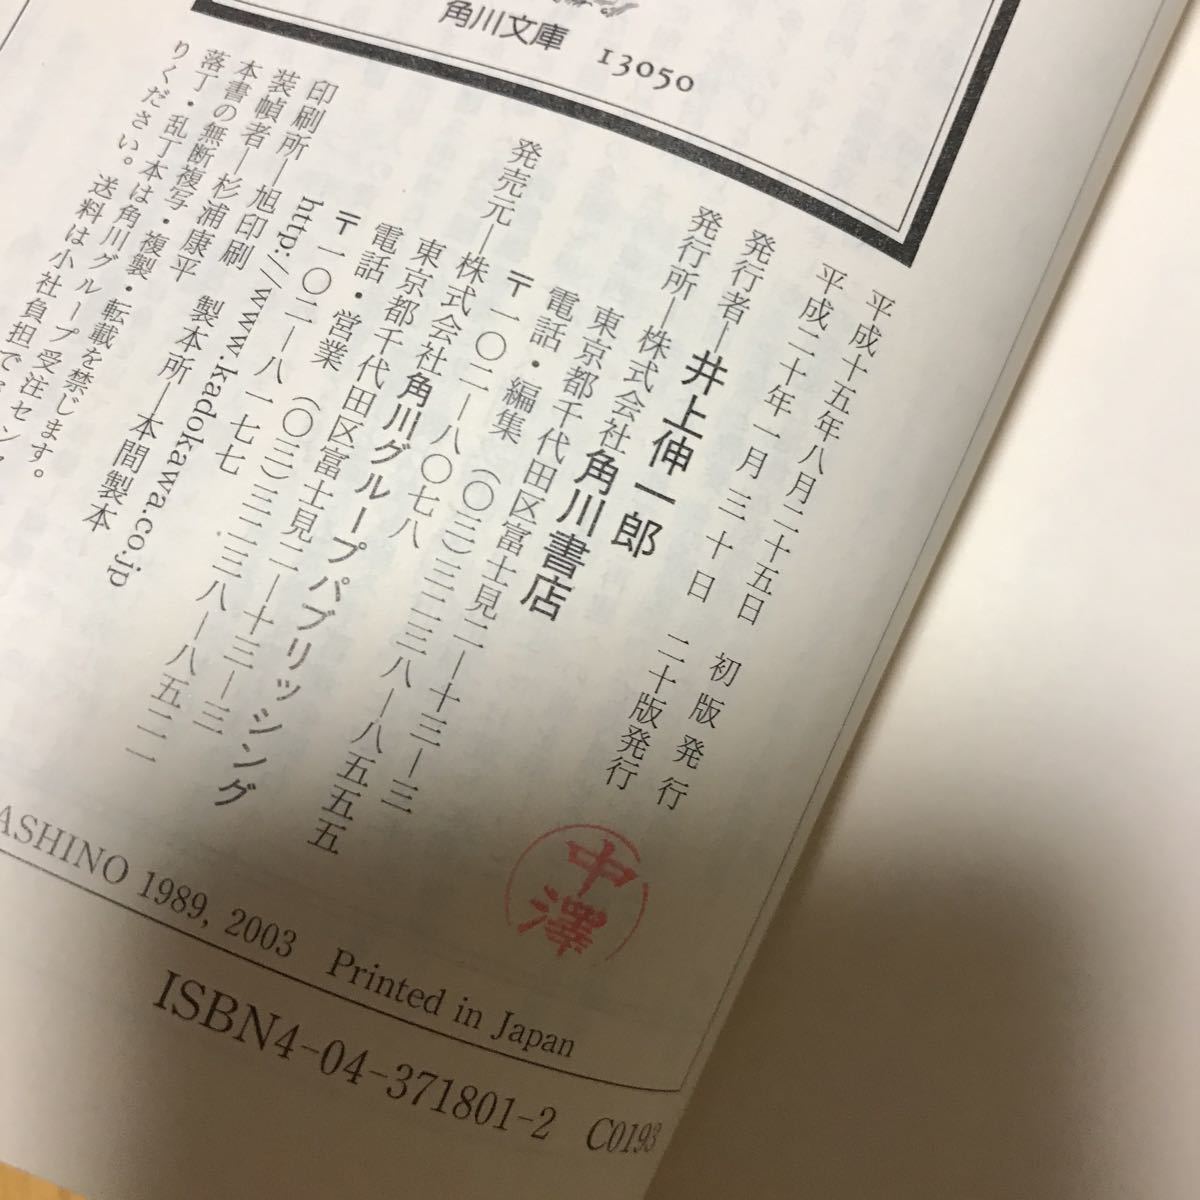 角川文庫 13050
平成十五年八月二十五日 初版発行
平成二十年一月三十日 二十版発行
発行者―井上伸一郎
発行所―株式会社角川書店
東京都千代田区富士見二―十三―三
電話・編集 (〇三)三二三八―八五五五
〒一〇二―八〇七八
発売元―株式会社角川グループパブリッシング
東京都千代田区富士見二―十三―三
電話・営業 (〇三)三二三八―八五二一
〒一〇二―八一七七
http://www.kadokawa.co.jp
印刷所―旭印刷 製本所―本間製本
装幀者―杉浦康平
本書の無断複写・複製・転載を禁じます。
落丁・乱丁本は角川グループ受注セン
りください。送料は小社負担で
中澤
ASHINO 1989, 2003 Printed in Japan
ISBN4-04-371801-2 C0193